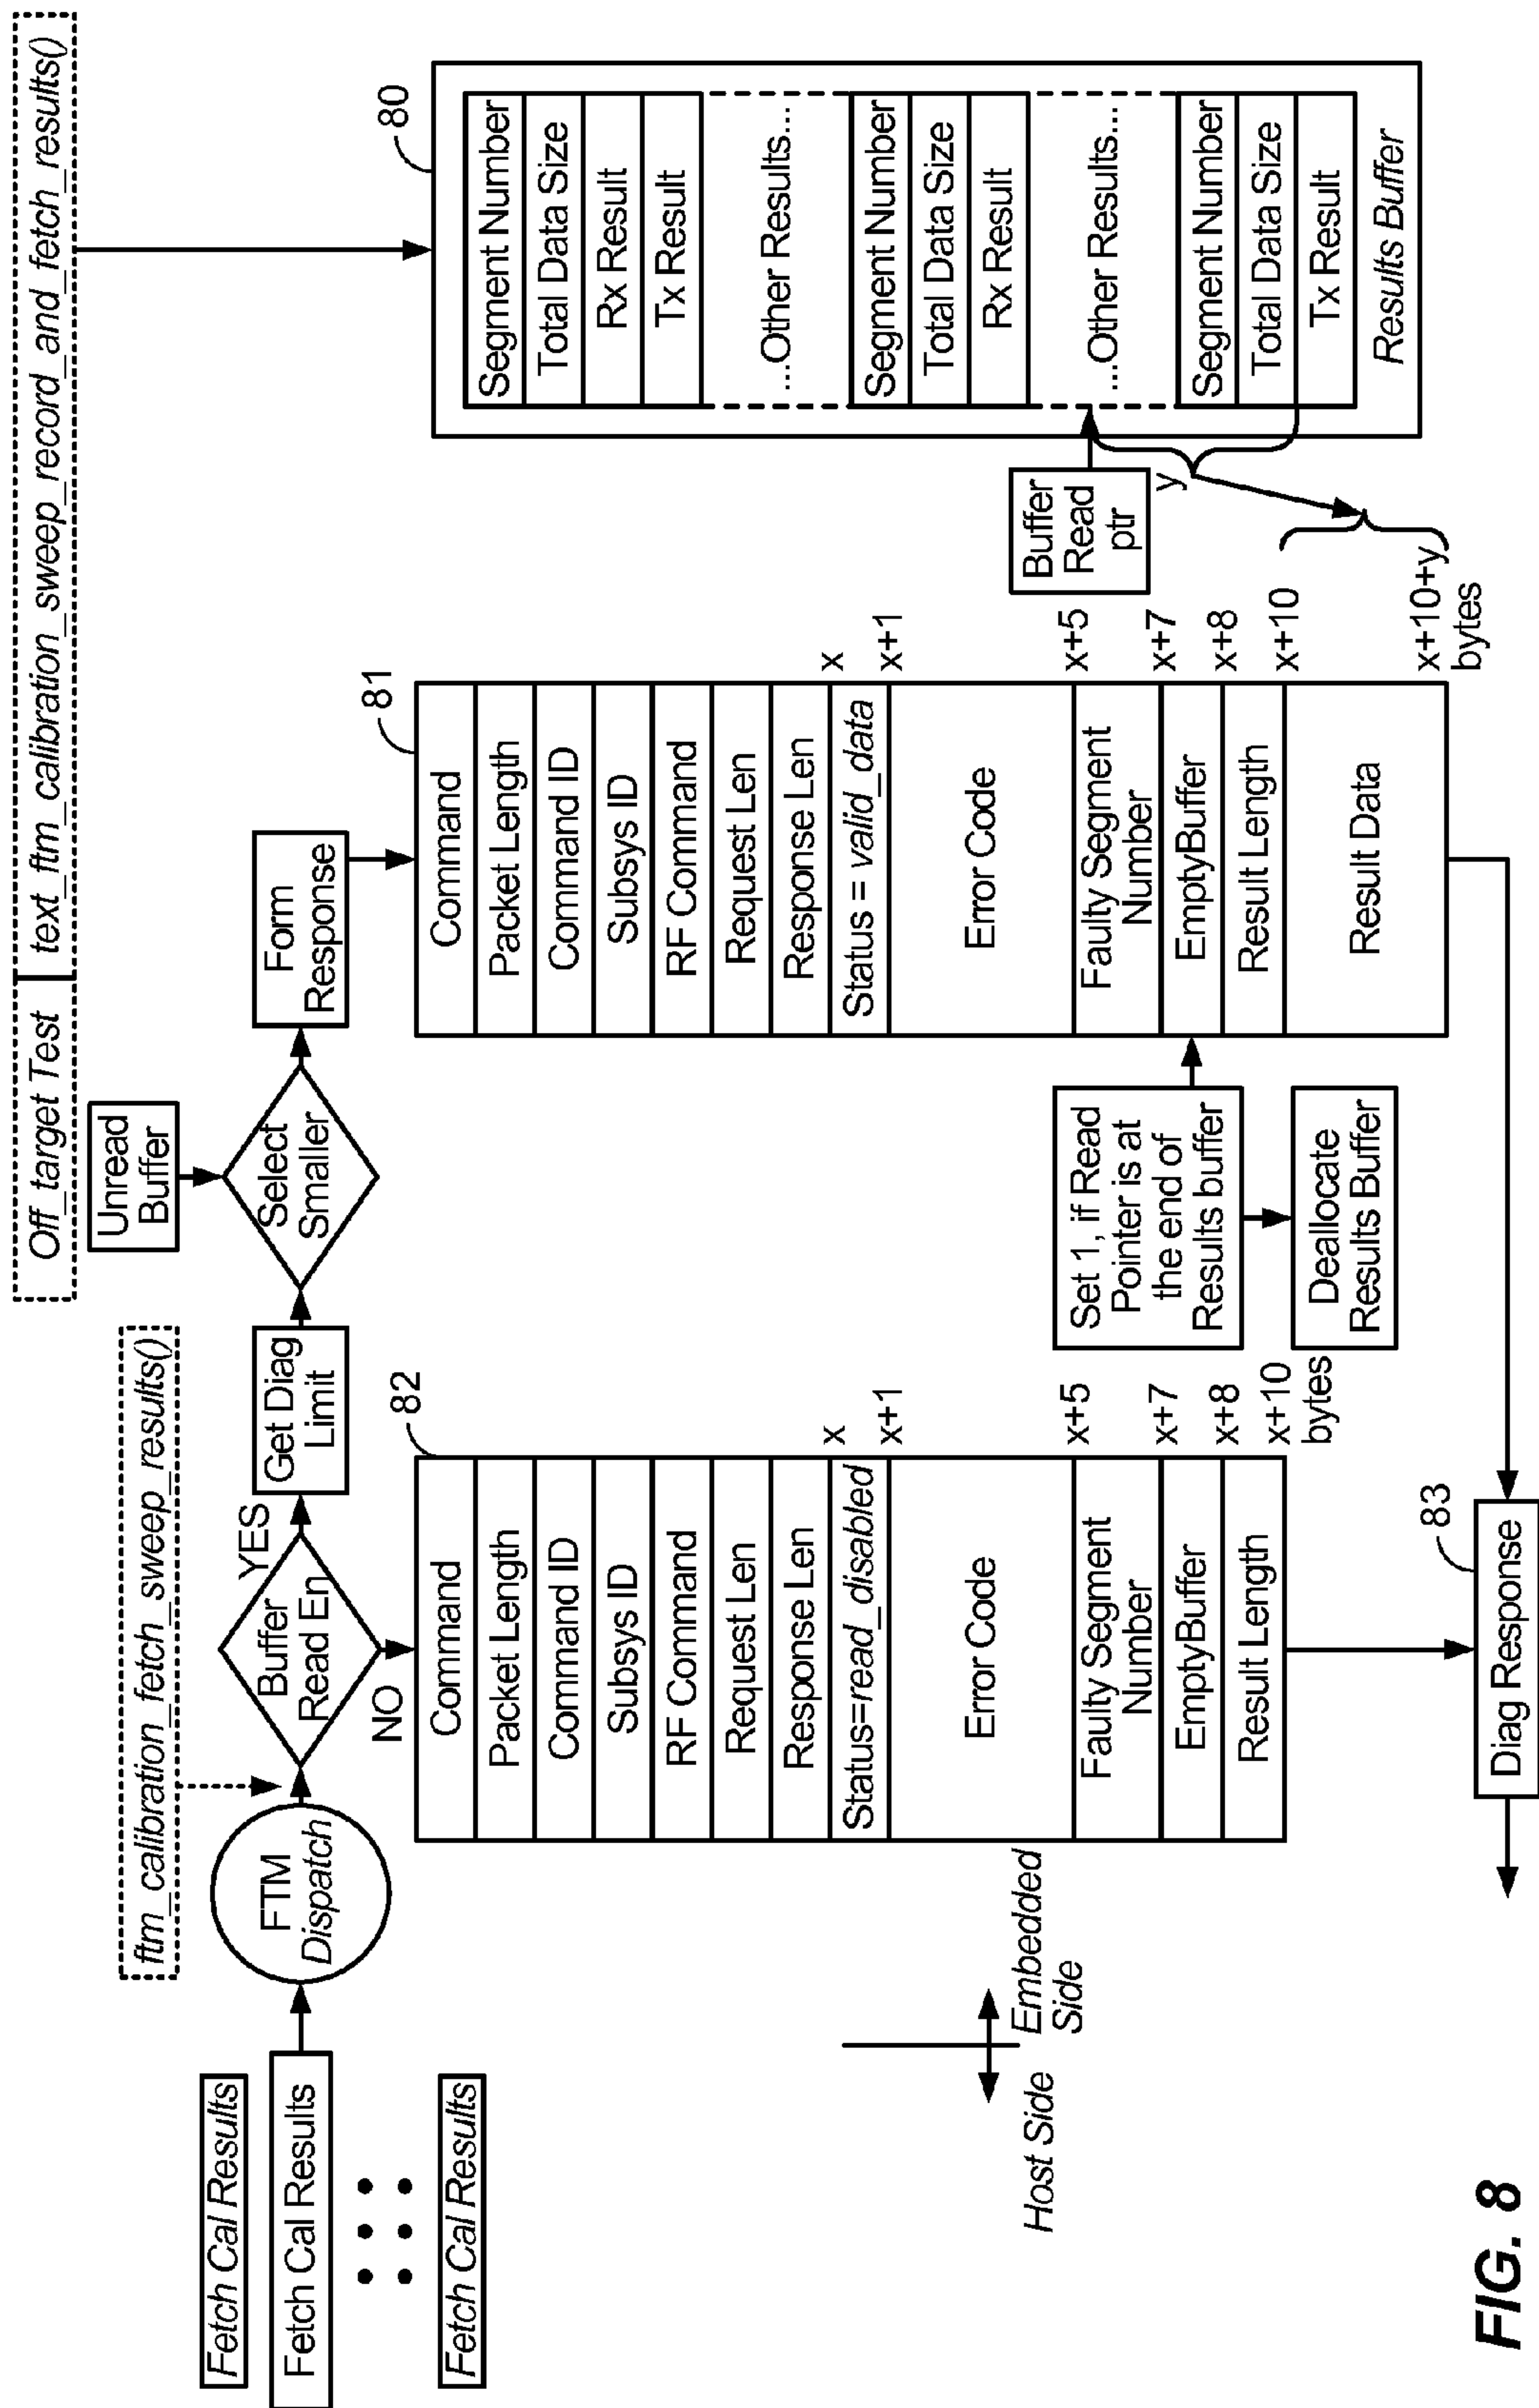 Off_target Test
text_ftm_calibration_sweep_record_and_fetch_results()
ftm_calibration_fetch_sweep_results()
Fetch Cal Results
Fetch Cal Results
Fetch Cal Results
FTM
Dispatch
Buffer
Read En
YES
NO
Get Diag
Limit
Unread
Buffer
Select
Smaller
Form
Response
82
Command
Packet Length
Command ID
Subsys ID
RF Command
Request Len
Response Len
x
Status=read_disabled
x+1
Error Code
x+5
Faulty Segment
Number
x+7
EmptyBuffer
x+8
Result Length
x+10
bytes
81
Command
Packet Length
Command ID
Subsys ID
RF Command
Request Len
Response Len
x
Status = valid_data
x+1
Error Code
x+5
Faulty Segment
Number
x+7
EmptyBuffer
x+8
Result Length
x+10
Result Data
x+10+y
bytes
Set 1, if Read
Pointer is at
the end of
Results buffer
Deallocate
Results Buffer
80
Segment Number
Total Data Size
Rx Result
Tx Result
...Other Results...
Segment Number
Total Data Size
Rx Result
...Other Results...
Segment Number
Total Data Size
Tx Result
Results Buffer
Buffer
Read
ptr
y
Host Side
Embedded
Side
83
Diag Response
FIG. 8